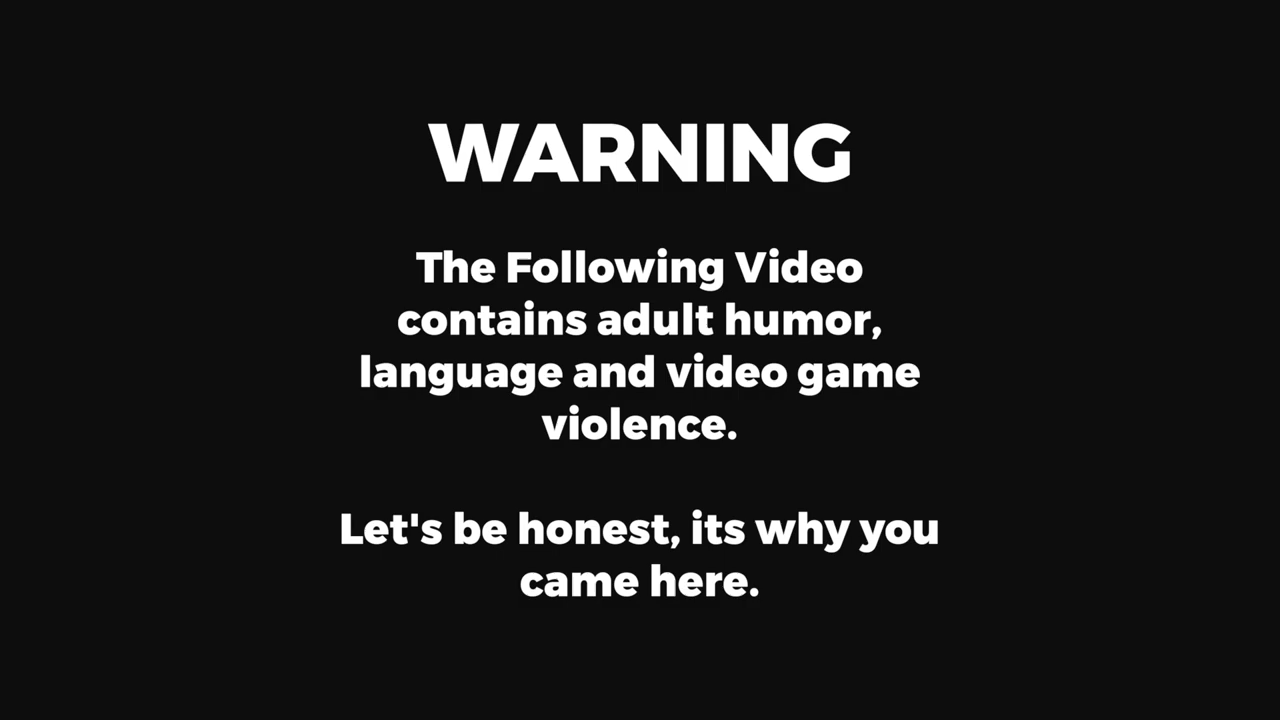 WARNING
The Following Video
contains adult humor,
language and video game
violence.
Let's be honest, its why you
came here.